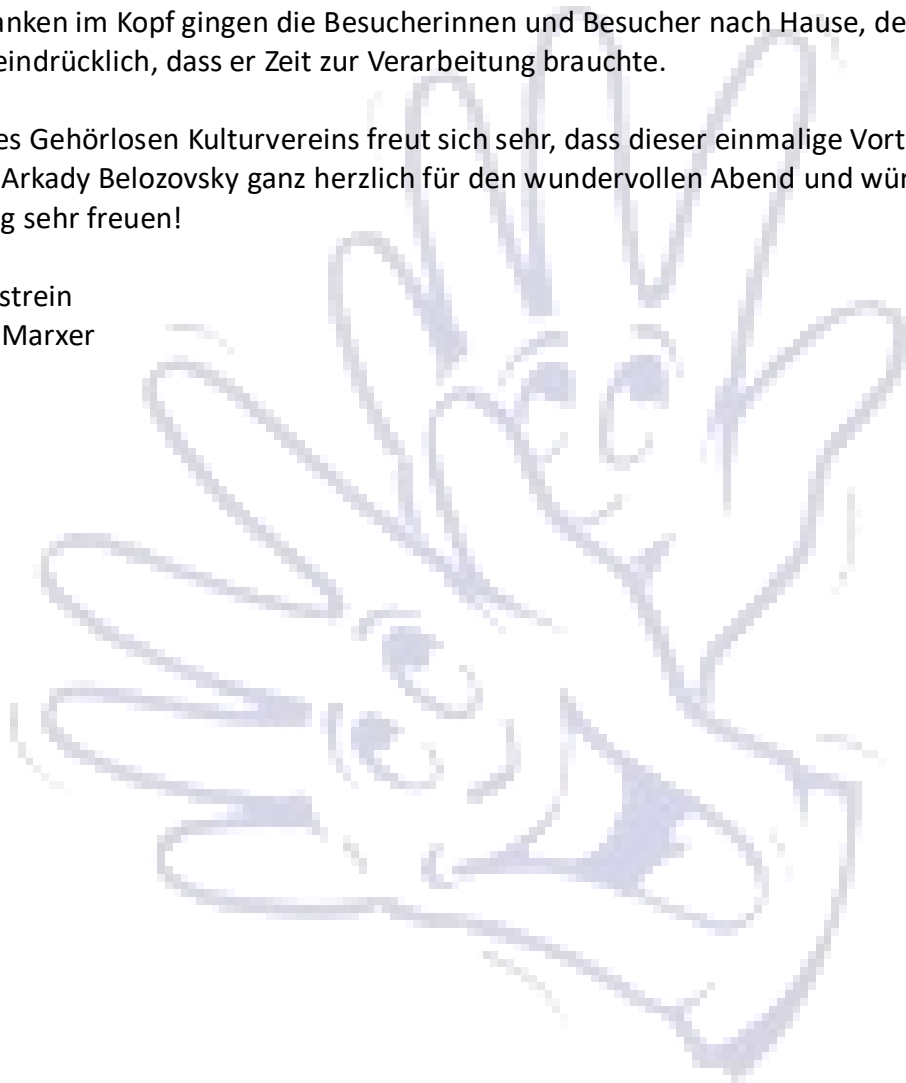 anken im Kopf gingen die Besucherinnen und Besucher nach Hause, de
eindrücklich, dass er Zeit zur Verarbeitung brauchte.
es Gehörlosen Kulturvereins freut sich sehr, dass dieser einmalige Vort
Arkady Belozovsky ganz herzlich für den wundervollen Abend und wür
g sehr freuen!
strein
Marxer